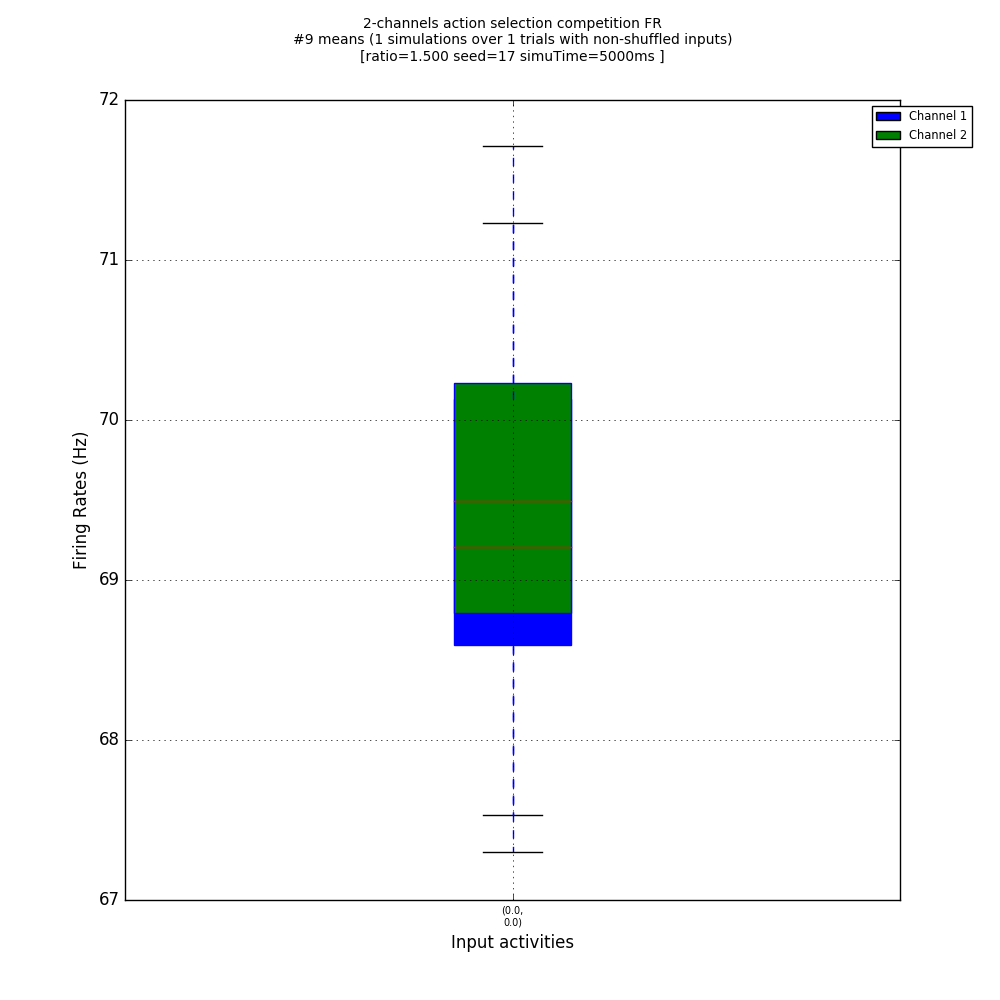 2-channels action selection competition FR
#9 means (1 simulations over 1 trials with non-shuffled inputs)
[ratio=1.500 seed=17 simuTime=5000ms ]
Channel 1
Channel 2
72
71
70
69
68
67
Firing Rates (Hz)
(0.0,
0.0)
Input activities